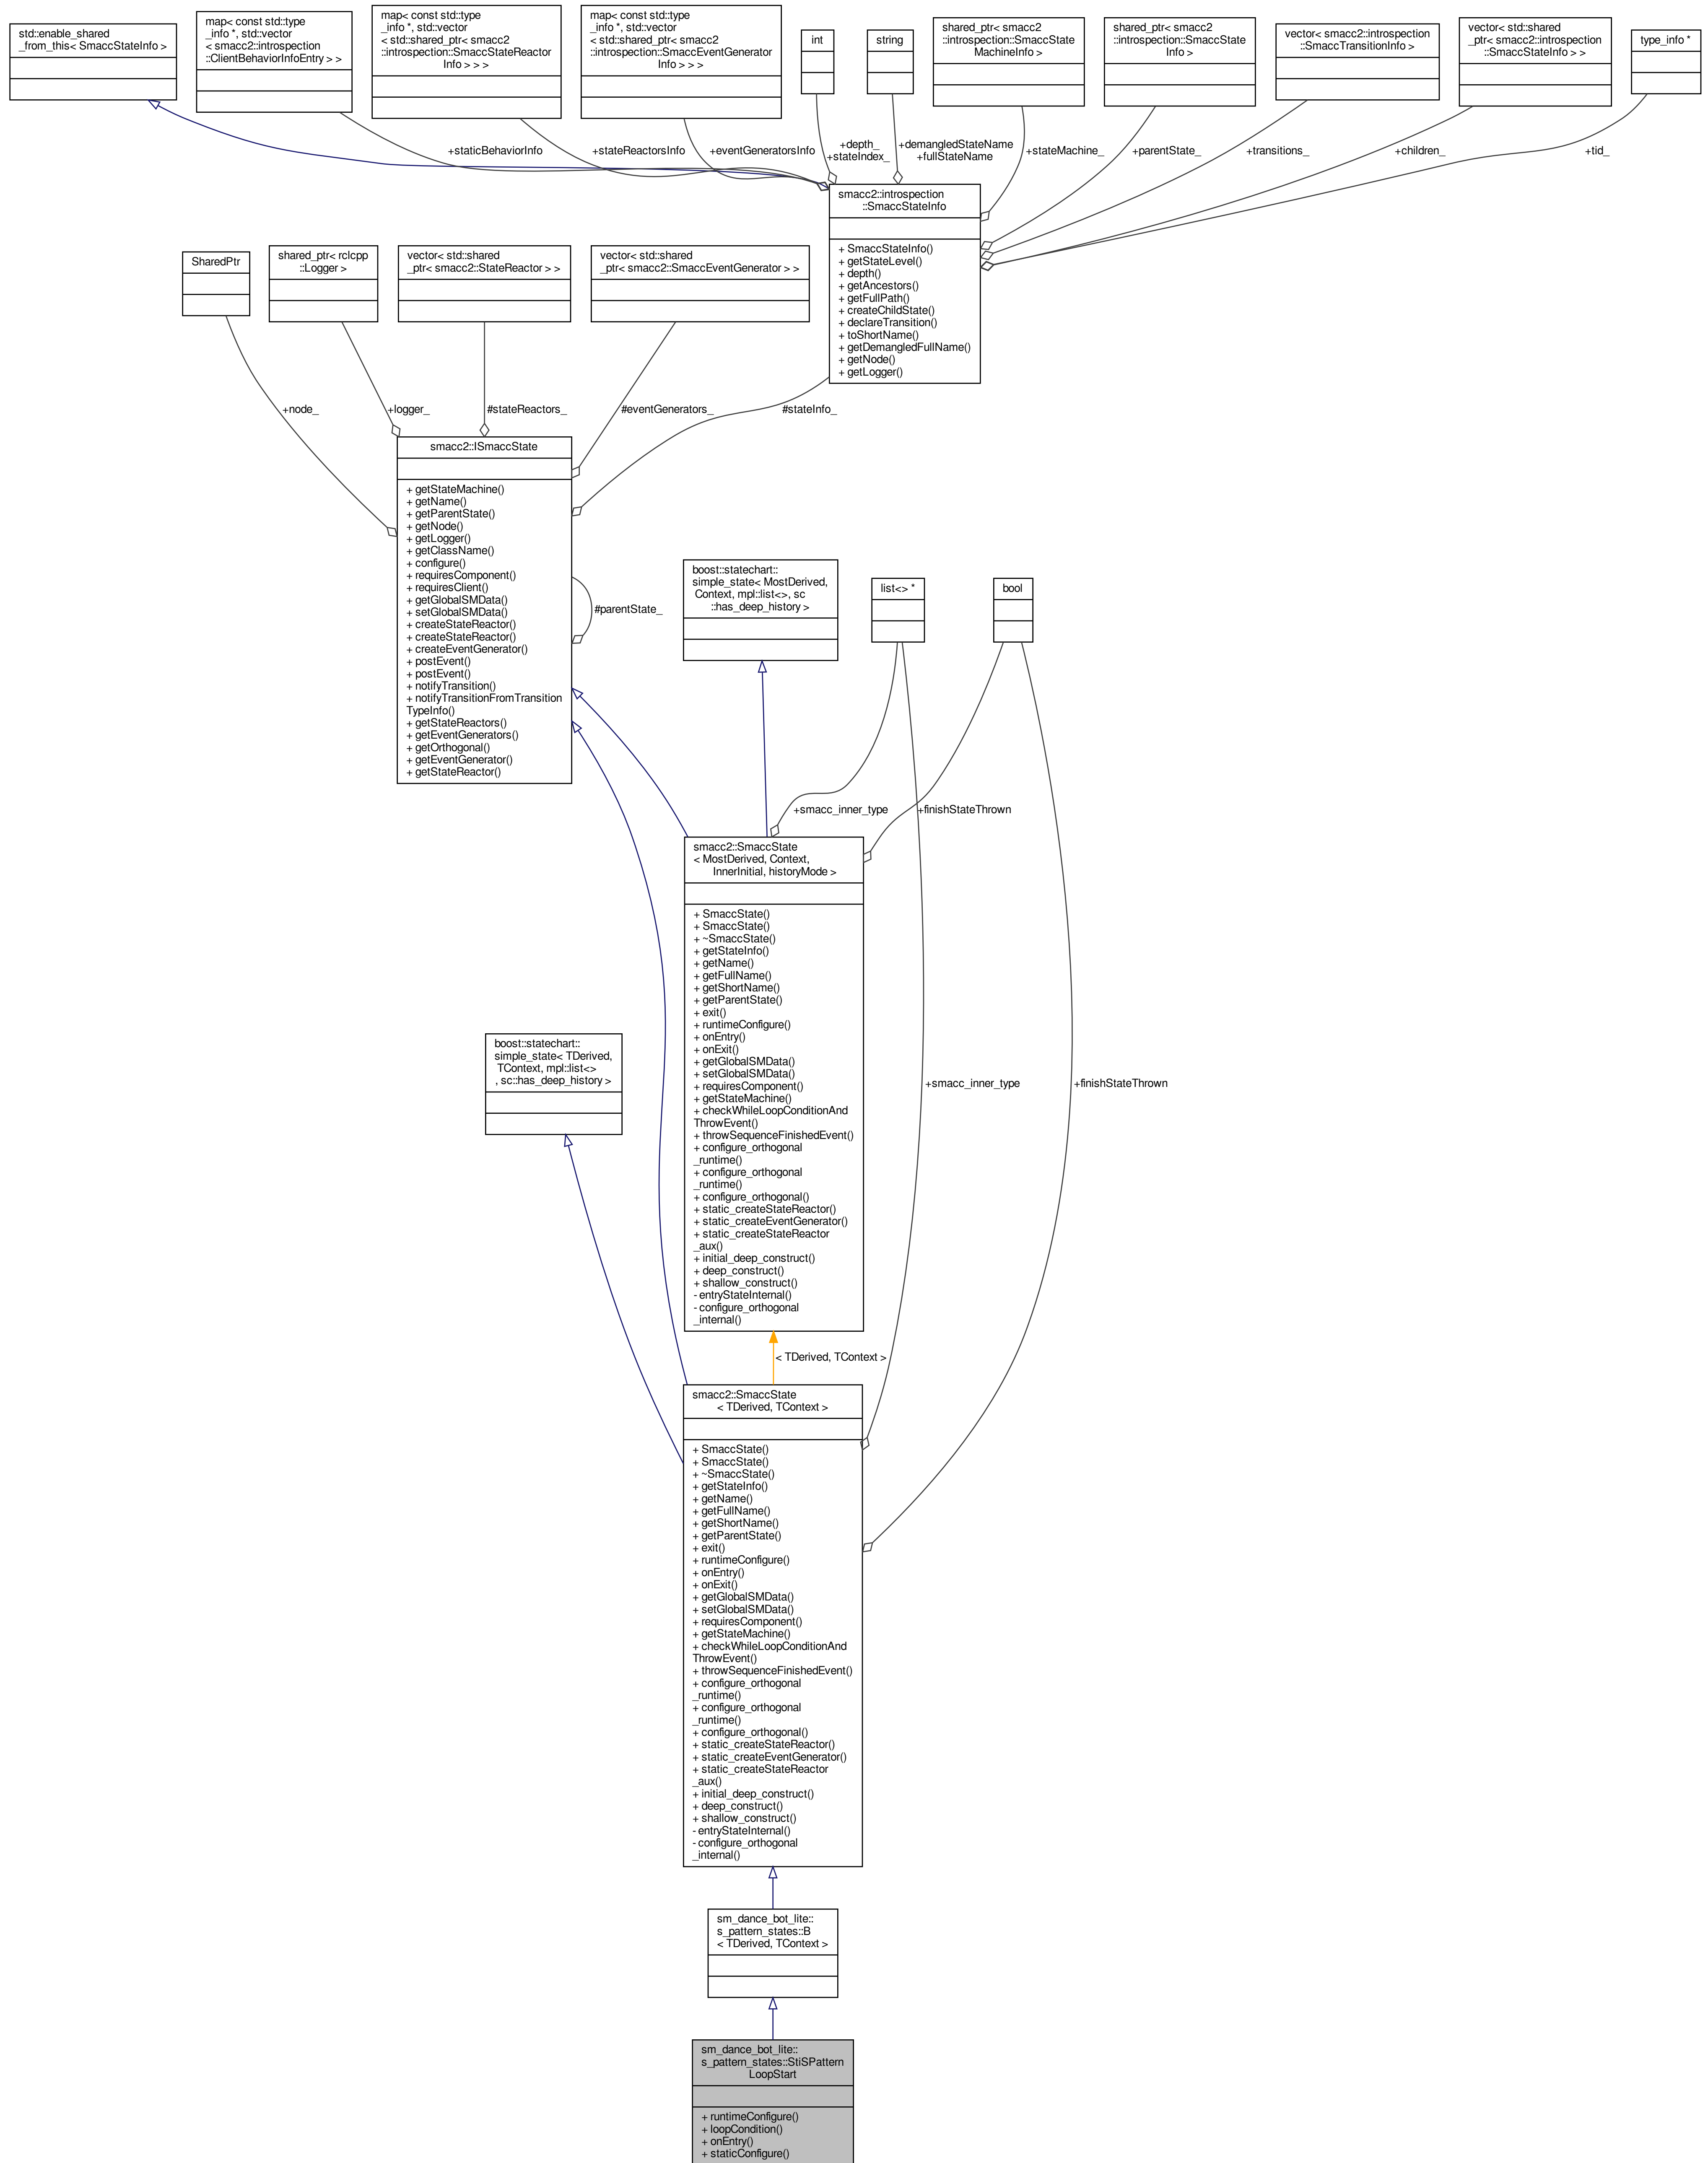 std::enable_shared
_from_this< SmaccStateInfo >
map< const std::type
_info *, std::vector
< smacc2::introspection
::ClientBehaviorInfoEntry > >
map< const std::type
_info *, std::vector
< std::shared_ptr< smacc2
::introspection::SmaccStateReactor
Info > > >
map< const std::type
_info *, std::vector
< std::shared_ptr< smacc2
::introspection::SmaccEventGenerator
Info > > >
int
string
shared_ptr< smacc2
::introspection::SmaccState
MachineInfo >
shared_ptr< smacc2
::introspection::SmaccState
Info >
vector< smacc2::introspection
::SmaccTransitionInfo >
vector< std::shared
_ptr< smacc2::introspection
::SmaccStateInfo > >
type_info *
+staticBehaviorInfo
+stateReactorsInfo
+eventGeneratorsInfo
+depth_
+stateIndex_
+demangledStateName
+fullStateName
+stateMachine_
+parentState_
+transitions_
+children_
+tid_
smacc2::introspection
::SmaccStateInfo
+ SmaccStateInfo()
+ getStateLevel()
+ depth()
+ getAncestors()
+ getFullPath()
+ createChildState()
+ declareTransition()
+ toShortName()
+ getDemangledFullName()
+ getNode()
+ getLogger()
SharedPtr
shared_ptr< rclcpp
::Logger >
vector< std::shared
_ptr< smacc2::StateReactor > >
vector< std::shared
_ptr< smacc2::SmaccEventGenerator > >
+node_
+logger_
#stateReactors_
#eventGenerators_
#stateInfo_
smacc2::ISmaccState
+ getStateMachine()
+ getName()
+ getParentState()
+ getNode()
+ getLogger()
+ getClassName()
+ configure()
+ requiresComponent()
+ requiresClient()
+ getGlobalSMData()
+ setGlobalSMData()
+ createStateReactor()
+ createStateReactor()
+ createEventGenerator()
+ postEvent()
+ postEvent()
+ notifyTransition()
+ notifyTransitionFromTransition
TypeInfo()
+ getStateReactors()
+ getEventGenerators()
+ getOrthogonal()
+ getEventGenerator()
+ getStateReactor()
#parentState_
boost::statechart::
simple_state< MostDerived,
Context, mpl::list<>, sc
::has_deep_history >
list<> *
bool
+smacc_inner_type
+finishStateThrown
smacc2::SmaccState
< MostDerived, Context,
InnerInitial, historyMode >
+ SmaccState()
+ SmaccState()
+ ~SmaccState()
+ getStateInfo()
+ getName()
+ getFullName()
+ getShortName()
+ getParentState()
+ exit()
+ runtimeConfigure()
+ onEntry()
+ onExit()
+ getGlobalSMData()
+ setGlobalSMData()
+ requiresComponent()
+ getStateMachine()
+ checkWhileLoopConditionAnd
ThrowEvent()
+ throwSequenceFinishedEvent()
+ configure_orthogonal
_runtime()
+ configure_orthogonal
_runtime()
+ configure_orthogonal()
+ static_createStateReactor()
+ static_createEventGenerator()
+ static_createStateReactor
_aux()
+ initial_deep_construct()
+ deep_construct()
+ shallow_construct()
- entryStateInternal()
- configure_orthogonal
_internal()
boost::statechart::
simple_state< TDerived,
TContext, mpl::list<>
, sc::has_deep_history >
+smacc_inner_type
+finishStateThrown
< TDerived, TContext >
smacc2::SmaccState
< TDerived, TContext >
+ SmaccState()
+ SmaccState()
+ ~SmaccState()
+ getStateInfo()
+ getName()
+ getFullName()
+ getShortName()
+ getParentState()
+ exit()
+ runtimeConfigure()
+ onEntry()
+ onExit()
+ getGlobalSMData()
+ setGlobalSMData()
+ requiresComponent()
+ getStateMachine()
+ checkWhileLoopConditionAnd
ThrowEvent()
+ throwSequenceFinishedEvent()
+ configure_orthogonal
_runtime()
+ configure_orthogonal
_runtime()
+ configure_orthogonal()
+ static_createStateReactor()
+ static_createEventGenerator()
+ static_createStateReactor
_aux()
+ initial_deep_construct()
+ deep_construct()
+ shallow_construct()
- entryStateInternal()
- configure_orthogonal
_internal()
sm_dance_bot_lite::
s_pattern_states::B
< TDerived, TContext >
sm_dance_bot_lite::
s_pattern_states::StiSPattern
LoopStart
+ runtimeConfigure()
+ loopCondition()
+ onEntry()
+ staticConfigure()